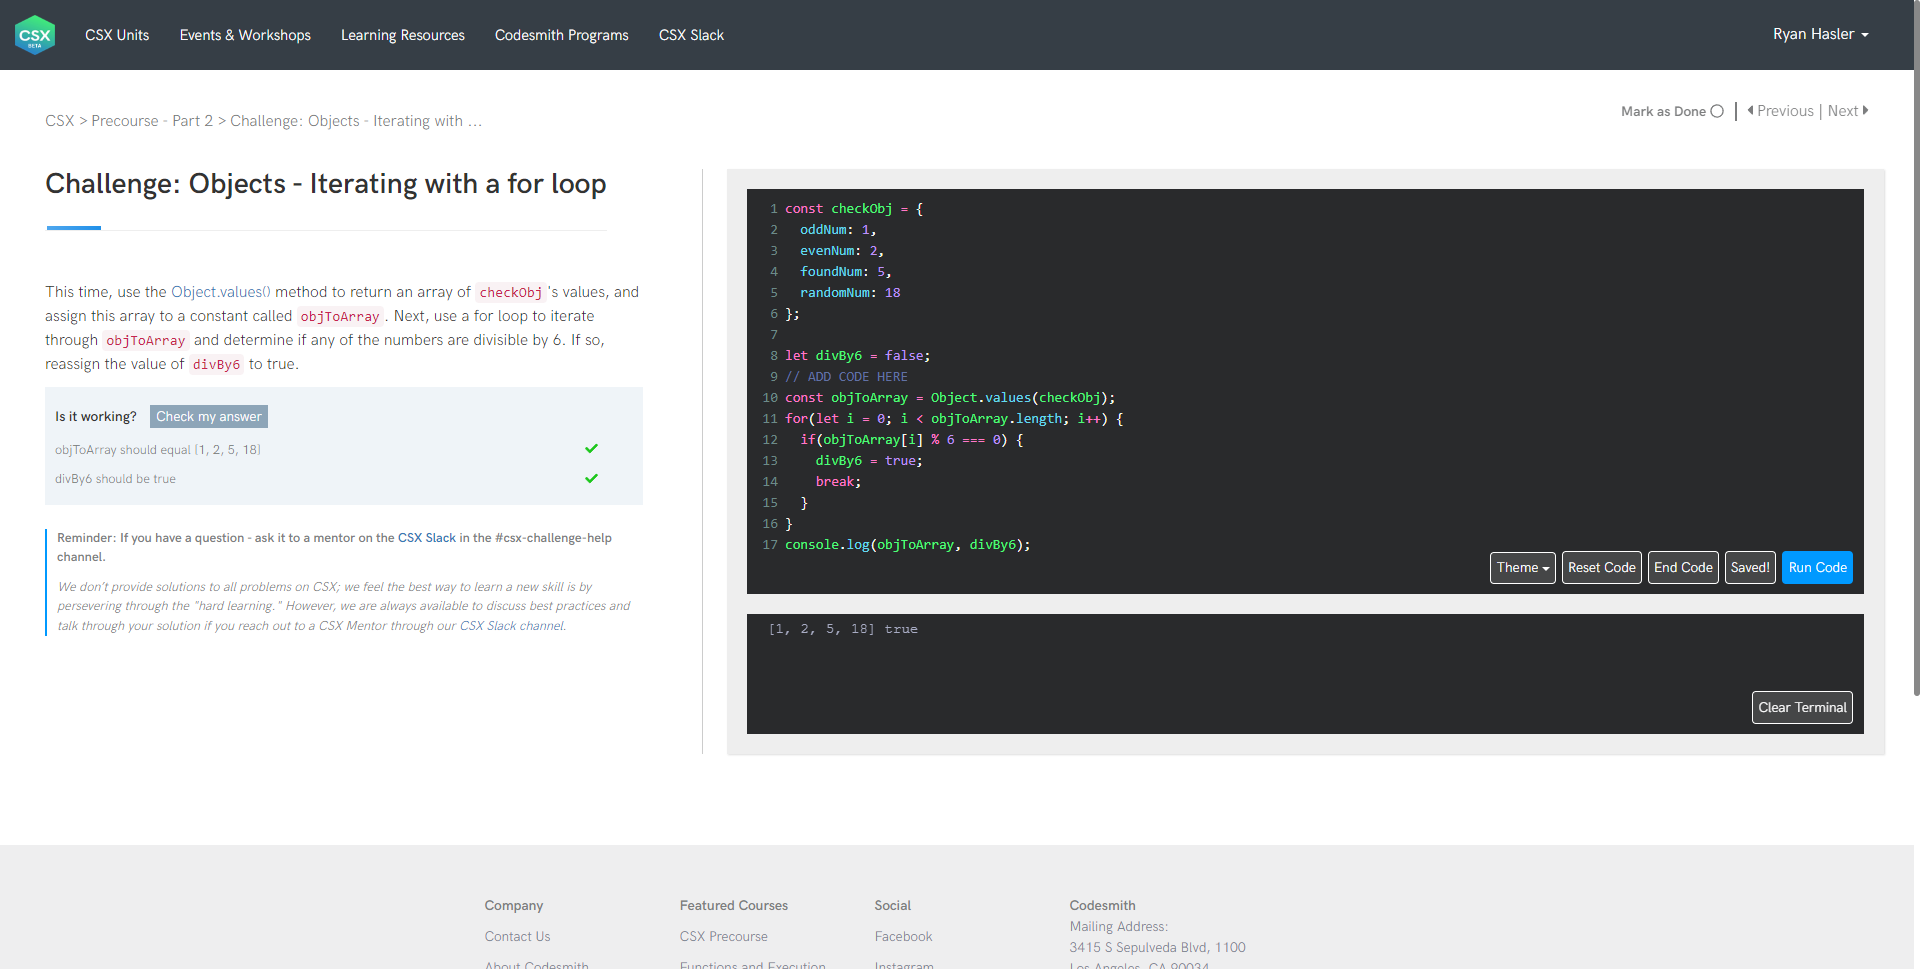 CSX
BETA
CSX Units
Events & Workshops
Learning Resources
Codesmith Programs
CSX Slack
Ryan Hasler
CSX > Precourse - Part 2 > Challenge: Objects - Iterating with ...
Mark as Done
Previous | Next
Challenge: Objects - Iterating with a for loop
This time, use the Object.values() method to return an array of checkObj's values, and
assign this array to a constant called objToArray. Next, use a for loop to iterate
through objToArray and determine if any of the numbers are divisible by 6. If so,
reassign the value of divBy6 to true.
Is it working? Check my answer
objToArray should equal [1, 2, 5, 18]
divBy6 should be true
Reminder: If you have a question - ask it to a mentor on the CSX Slack in the #csx-challenge-help
channel.
We don't provide solutions to all problems on CSX; we feel the best way to learn a new skill is by
persevering through the "hard learning." However, we are always available to discuss best practices and
talk through your solution if you reach out to a CSX Mentor through our CSX Slack channel.
1 const checkObj = {
2   oddNum: 1,
3   evenNum: 2,
4   foundNum: 5,
5   randomNum: 18
6 };
7
8 let divBy6 = false;
9 // ADD CODE HERE
10 const objToArray = Object.values(checkObj);
11 for(let i = 0; i < objToArray.length; i++) {
12   if(objToArray[i] % 6 === 0) {
13     divBy6 = true;
14     break;
15   }
16 }
17 console.log(objToArray, divBy6);
Theme
Reset Code
End Code
Saved!
Run Code
[1, 2, 5, 18] true
Clear Terminal
Company
Contact Us
About Codesmith
Featured Courses
CSX Precourse
Functions and Execution
Social
Facebook
Instagram
Codesmith
Mailing Address:
3415 S Sepulveda Blvd, 1100
Los Angeles, CA 90034